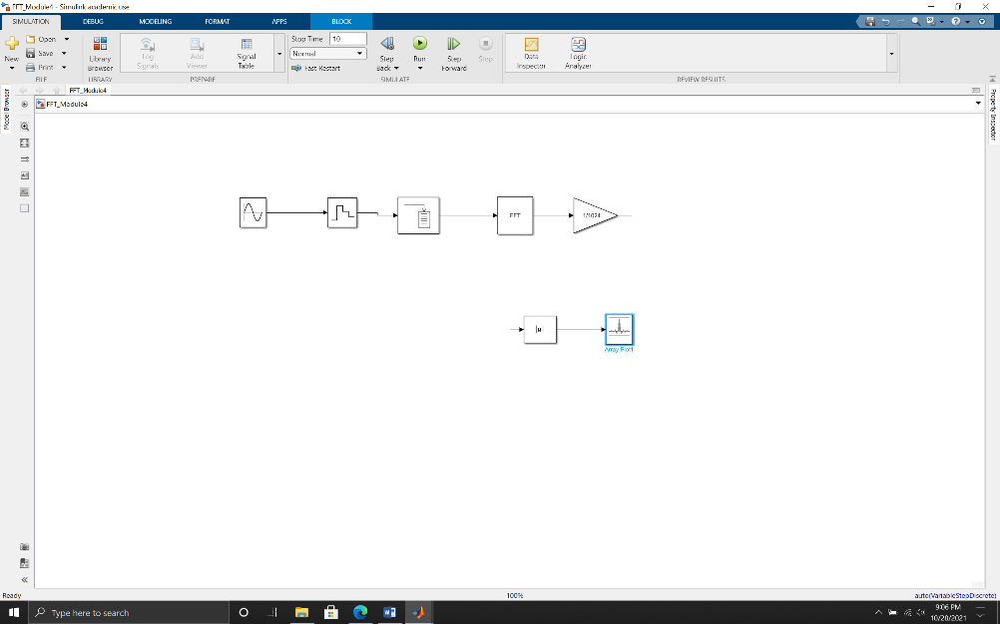 FFT_Module4 - Simulink academic use
SIMULATION DEBUG MODELING FORMAT APPS BLOCK
New
Open
Save
Print
FILE
Library Browser
LIBRARY
Log Signals
Add Viewer
Signal Table
PREPARE
Stop Time 10
Normal
Fast Restart
Step Back
Run
Step Forward
Stop
SIMULATE
Data Inspector
Logic Analyzer
REVIEW RESULTS
FFT_Module4
FFT_Module4
Model Browser
Property Inspector
FFT
1/1024
|u|
Array Plot1
Ready 100% auto(VariableStepDiscrete)
Type here to search
9:06 PM
10/28/2021